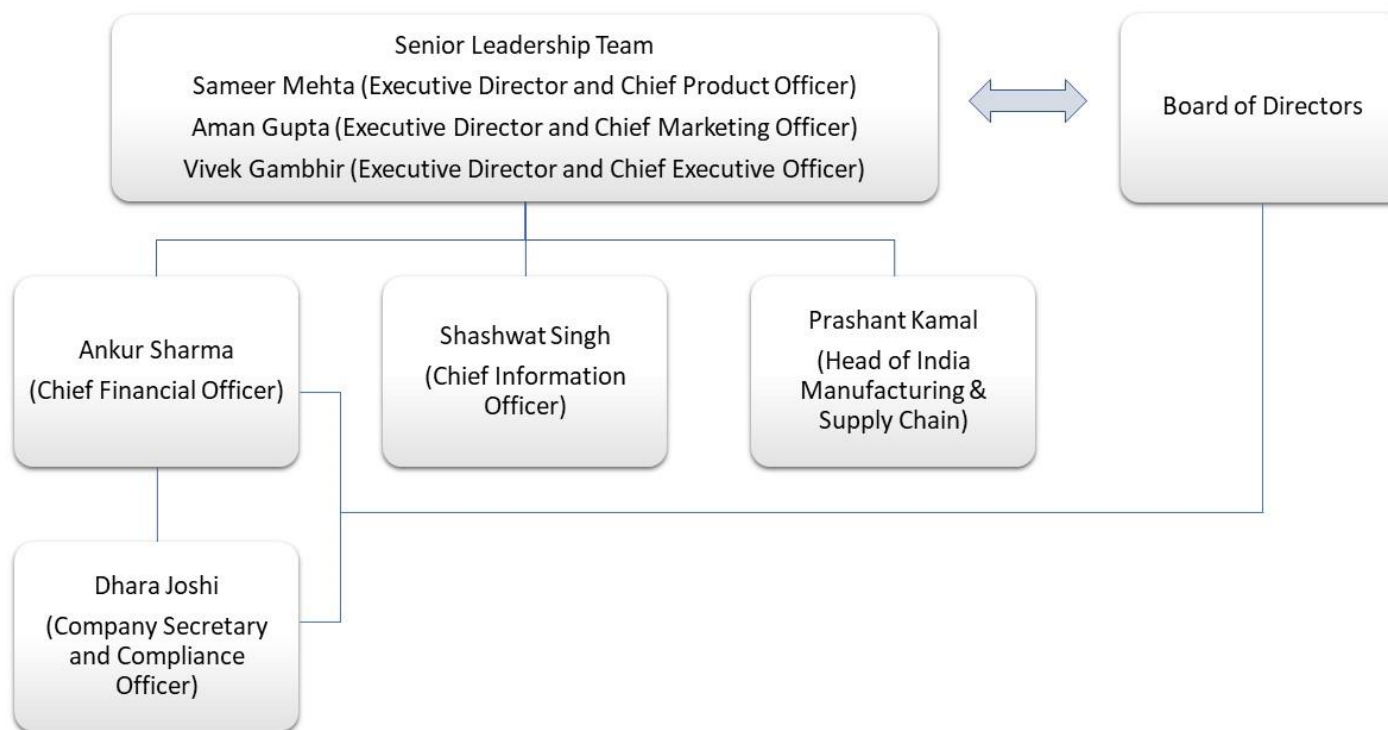 Senior Leadership Team
Sameer Mehta (Executive Director and Chief Product Officer)
Aman Gupta (Executive Director and Chief Marketing Officer)
Vivek Gambhir (Executive Director and Chief Executive Officer)
Board of Directors
Ankur Sharma
(Chief Financial Officer)
Shashwat Singh
(Chief Information
Officer)
Prashant Kamal
(Head of India
Manufacturing &
Supply Chain)
Dhara Joshi
(Company Secretary
and Compliance
Officer)